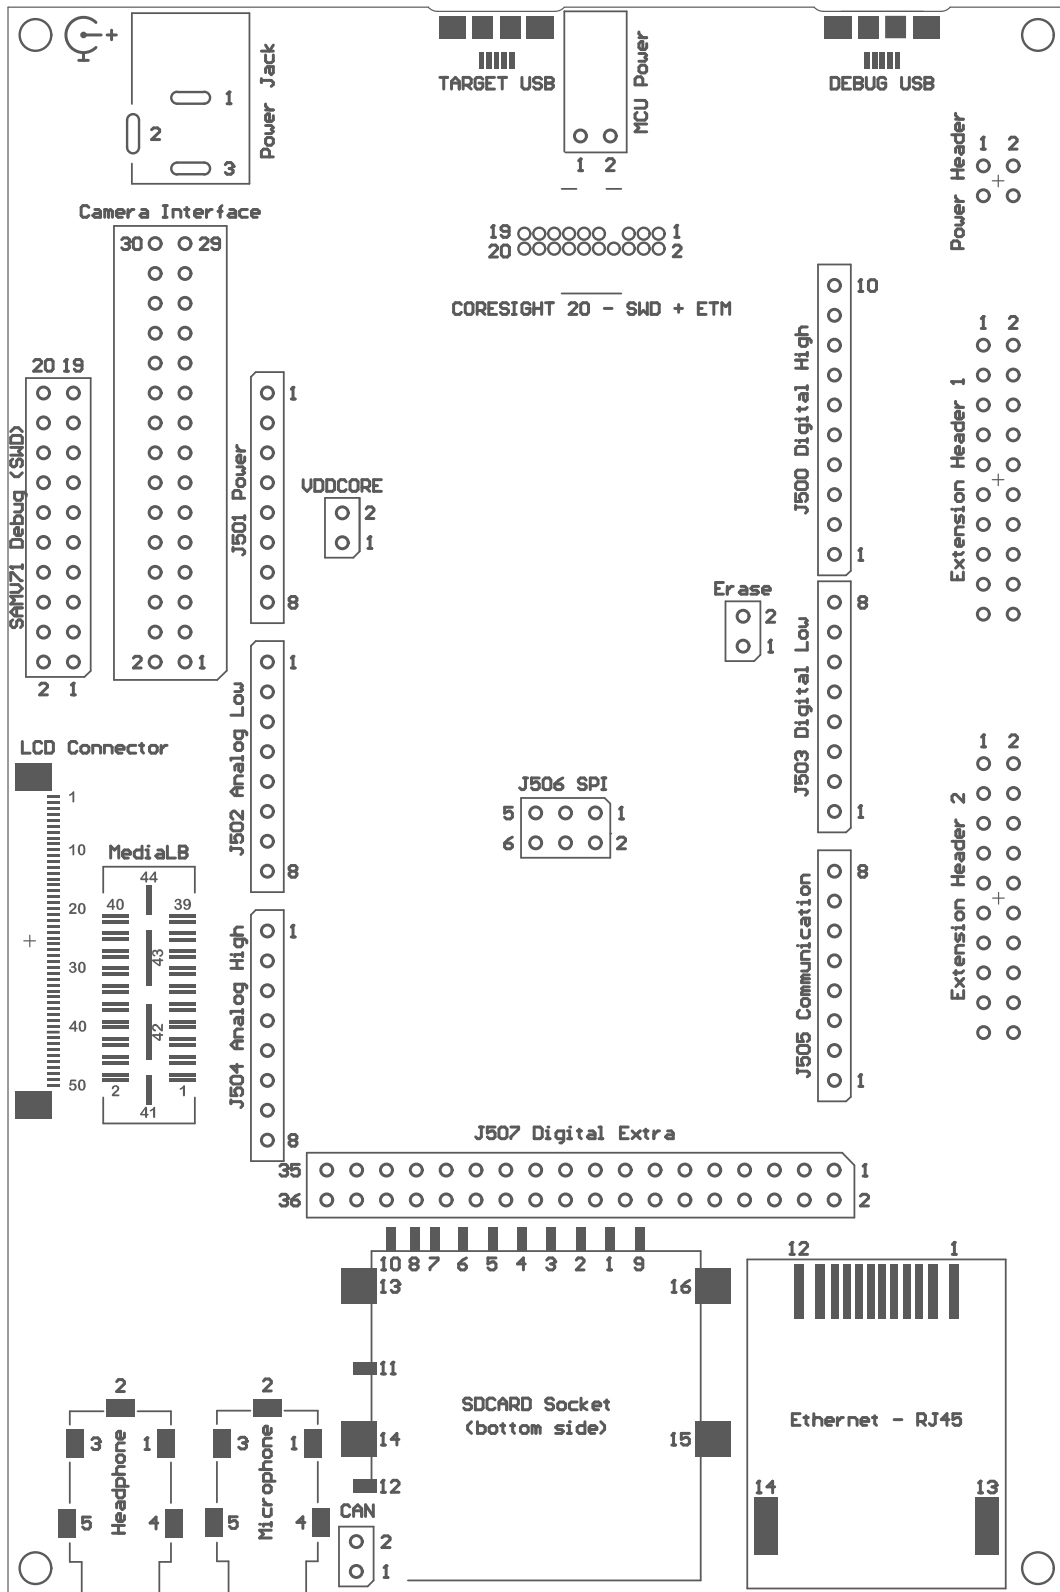 +
Power Jack
1
2
3
TARGET USB
MCU Power
1 2
DEBUG USB
Power Header
1 2
Camera Interface
30 29
2 1
19 1
20 2
CORESIGHT 20 - SWD + ETM
J500 Digital High
10
1
Extension Header 1
1 2
20 19
SAMV71 Debug (SWD)
2 1
J501 Power
1
8
VDDCORE
2
1
Erase
2
1
J503 Digital Low
8
1
J502 Analog Low
1
8
LCD Connector
1
10
20
30
40
50
MediaLB
44
40 39
43
42
2 1
41
J506 SPI
5 1
6 2
Extension Header 2
1 2
J504 Analog High
1
8
J505 Communication
8
1
J507 Digital Extra
35 1
36 2
10 8 7 6 5 4 3 2 1 9
13 16
11
14 15
12
SDCARD Socket
(bottom side)
12 1
Ethernet - RJ45
14 13
2
3 1
Headphone
5 4
2
3 1
Microphone
5 4
CAN
2
1